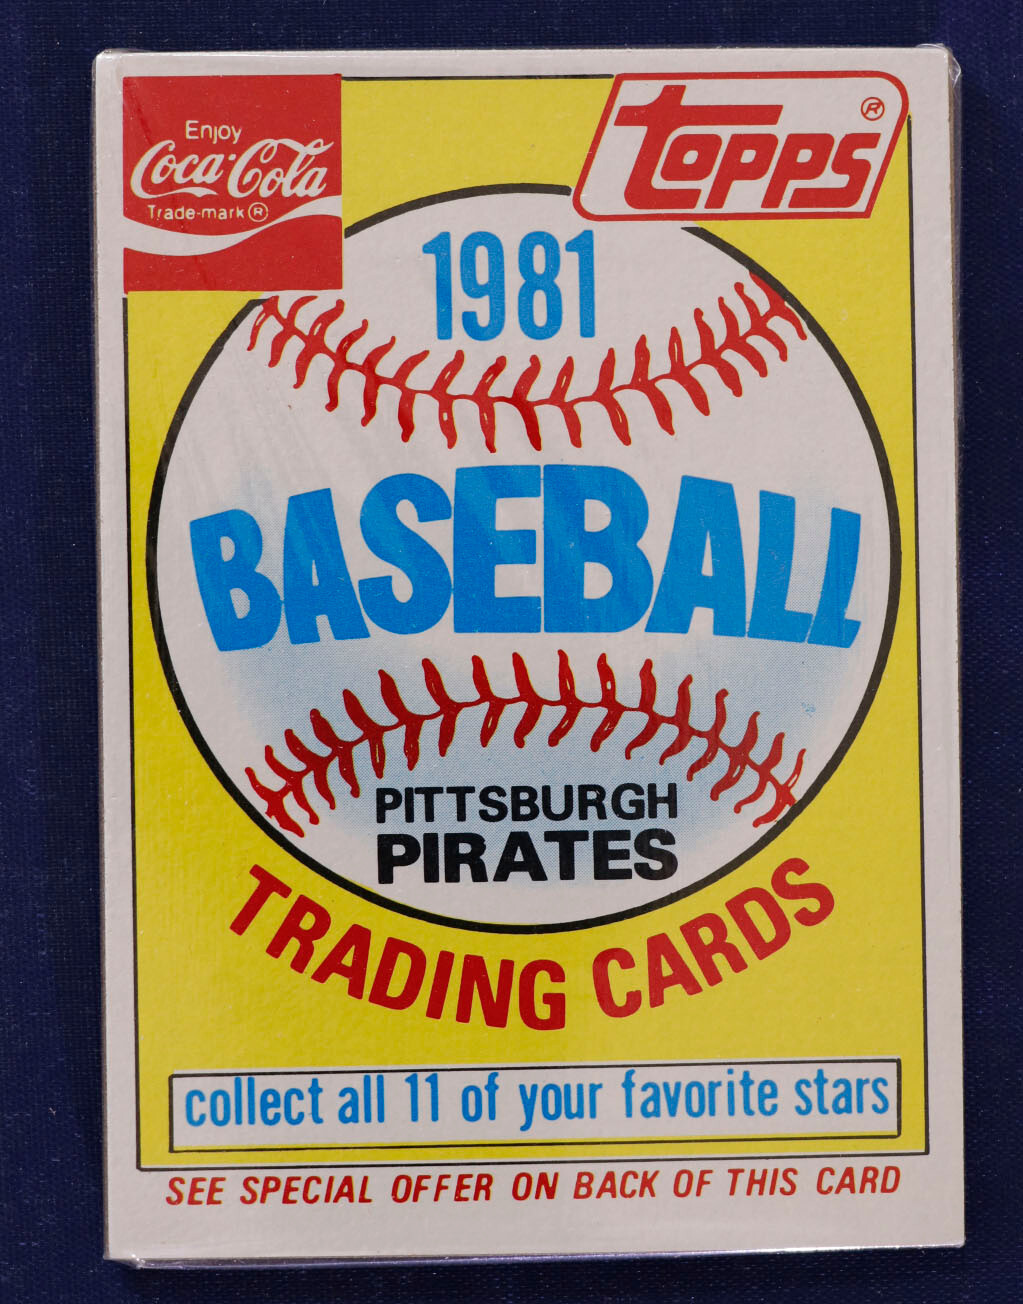 Enjoy
Coca-Cola
Trade-mark®
Topps®
1981
BASEBALL
PITTSBURGH
PIRATES
TRADING CARDS
collect all 11 of your favorite stars
SEE SPECIAL OFFER ON BACK OF THIS CARD